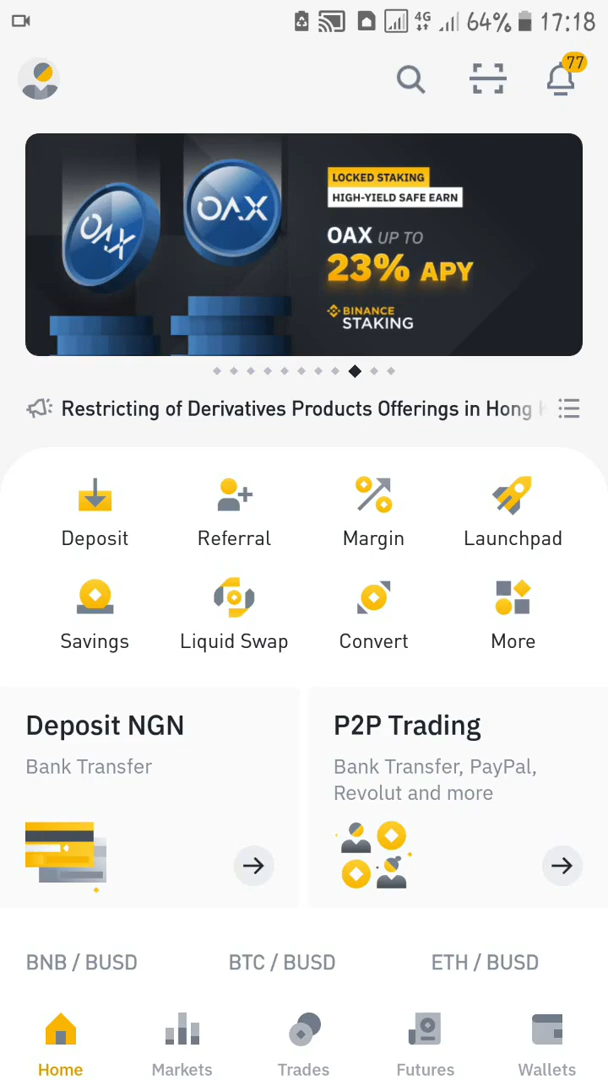 4G 64% 17:18
77
OAX
OAX
LOCKED STAKING
HIGH-YIELD SAFE EARN
OAX UP TO
23% APY
BINANCE
STAKING
Restricting of Derivatives Products Offerings in Hong
Deposit Referral Margin Launchpad
Savings Liquid Swap Convert More
Deposit NGN
Bank Transfer
P2P Trading
Bank Transfer, PayPal,
Revolut and more
BNB / BUSD BTC / BUSD ETH / BUSD
Home Markets Trades Futures Wallets